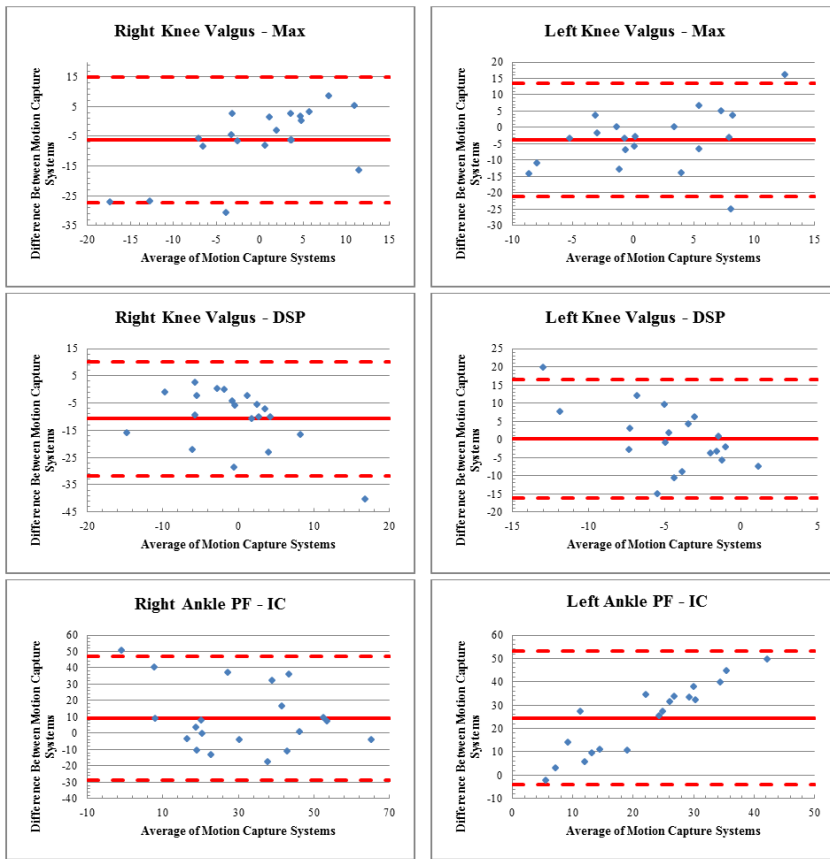 Right Knee Valgus - Max
Difference Between Motion Capture
Systems
15
5
-5
-15
-25
-35
-20 -15 -10 -5 0 5 10 15
Average of Motion Capture Systems
Left Knee Valgus - Max
Difference Between Motion Capture
Systems
20
15
10
5
0
-5
-10
-15
-20
-25
-30
-10 -5 0 5 10 15
Average of Motion Capture Systems
Right Knee Valgus - DSP
Difference Between Motion Capture
Systems
15
5
-5
-15
-25
-35
-45
-20 -10 0 10 20
Average of Motion Capture Systems
Left Knee Valgus - DSP
Difference Between Motion Capture
Systems
25
20
15
10
5
0
-5
-10
-15
-20
-15 -10 -5 0 5
Average of Motion Capture Systems
Right Ankle PF - IC
Difference Between Motion Capture
Systems
60
50
40
30
20
10
0
-10
-20
-30
-40
-10 10 30 50 70
Average of Motion Capture Systems
Left Ankle PF - IC
Difference Between Motion Capture
Systems
60
50
40
30
20
10
0
-10
0 10 20 30 40 50
Average of Motion Capture Systems